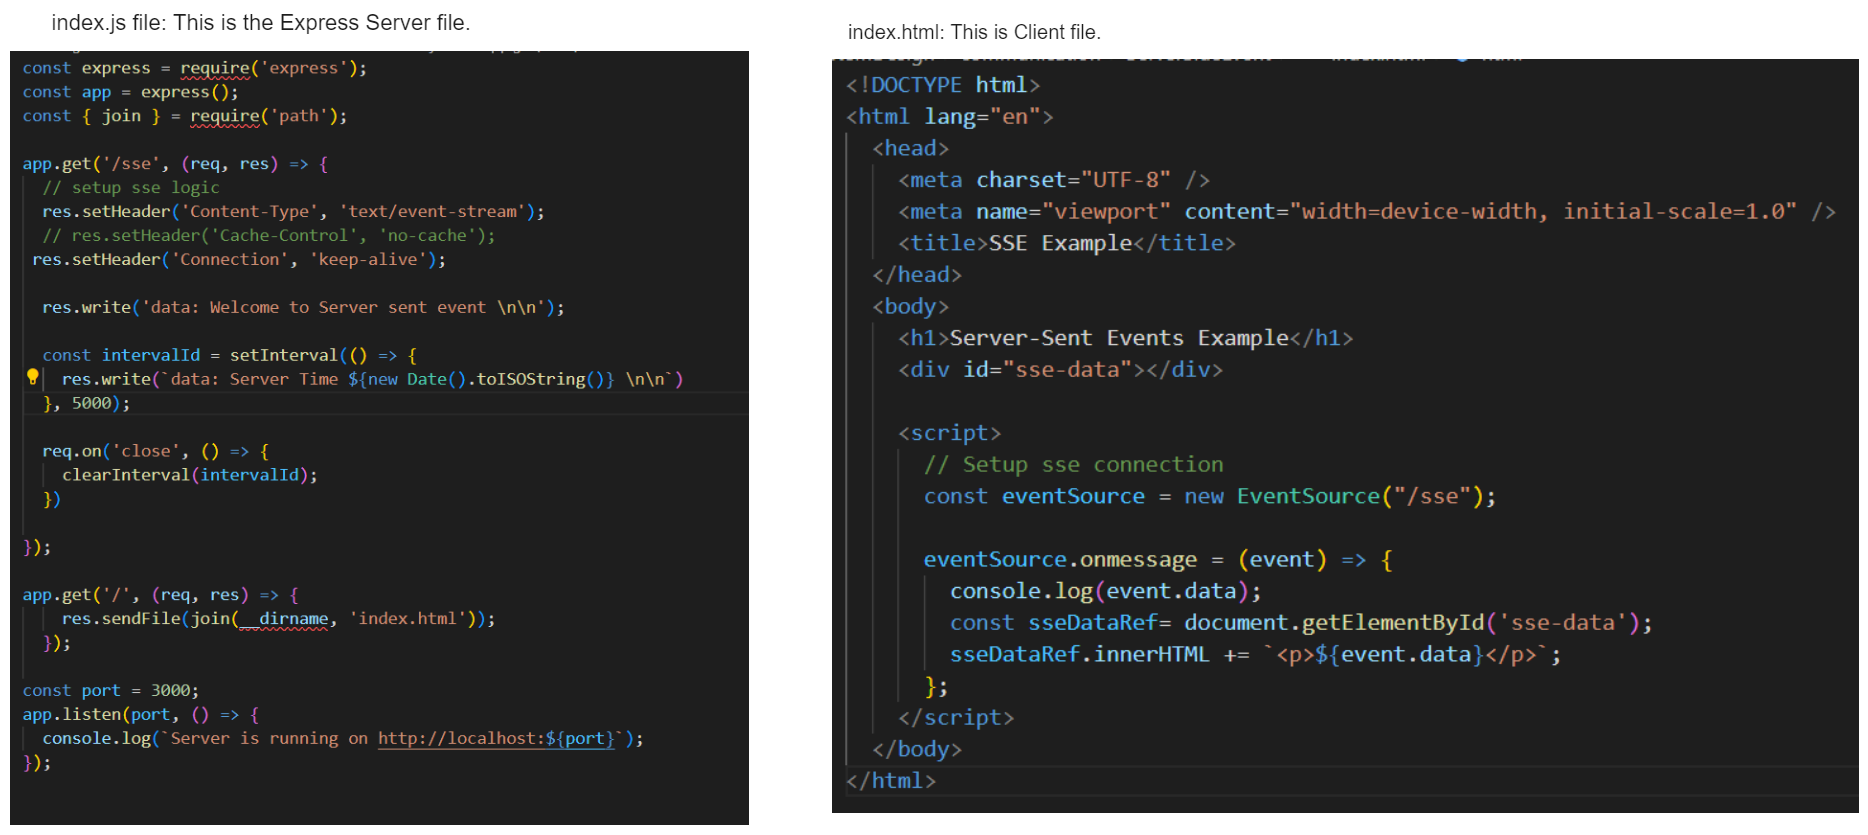 index.js file: This is the Express Server file.
const express = require('express');
const app = express();
const { join } = require('path');
app.get('/sse', (req, res) => {
// setup sse logic
res.setHeader('Content-Type', 'text/event-stream');
// res.setHeader('Cache-Control', 'no-cache');
res.setHeader('Connection', 'keep-alive');
res.write('data: Welcome to Server sent event \n\n');
const intervalId = setInterval(() => {
res.write(`data: Server Time ${new Date().toISOString()} \n\n`)
}, 5000);
req.on('close', () => {
clearInterval(intervalId);
})
});
app.get('/', (req, res) => {
res.sendFile(join(__dirname, 'index.html'));
});
const port = 3000;
app.listen(port, () => {
console.log(`Server is running on http://localhost:${port}`);
});
index.html: This is Client file.
<!DOCTYPE html>
<html lang="en">
<head>
<meta charset="UTF-8" />
<meta name="viewport" content="width=device-width, initial-scale=1.0" />
<title>SSE Example</title>
</head>
<body>
<h1>Server-Sent Events Example</h1>
<div id="sse-data"></div>
<script>
// Setup sse connection
const eventSource = new EventSource("/sse");
eventSource.onmessage = (event) => {
console.log(event.data);
const sseDataRef= document.getElementById('sse-data');
sseDataRef.innerHTML += `<p>${event.data}</p>`;
};
</script>
</body>
</html>